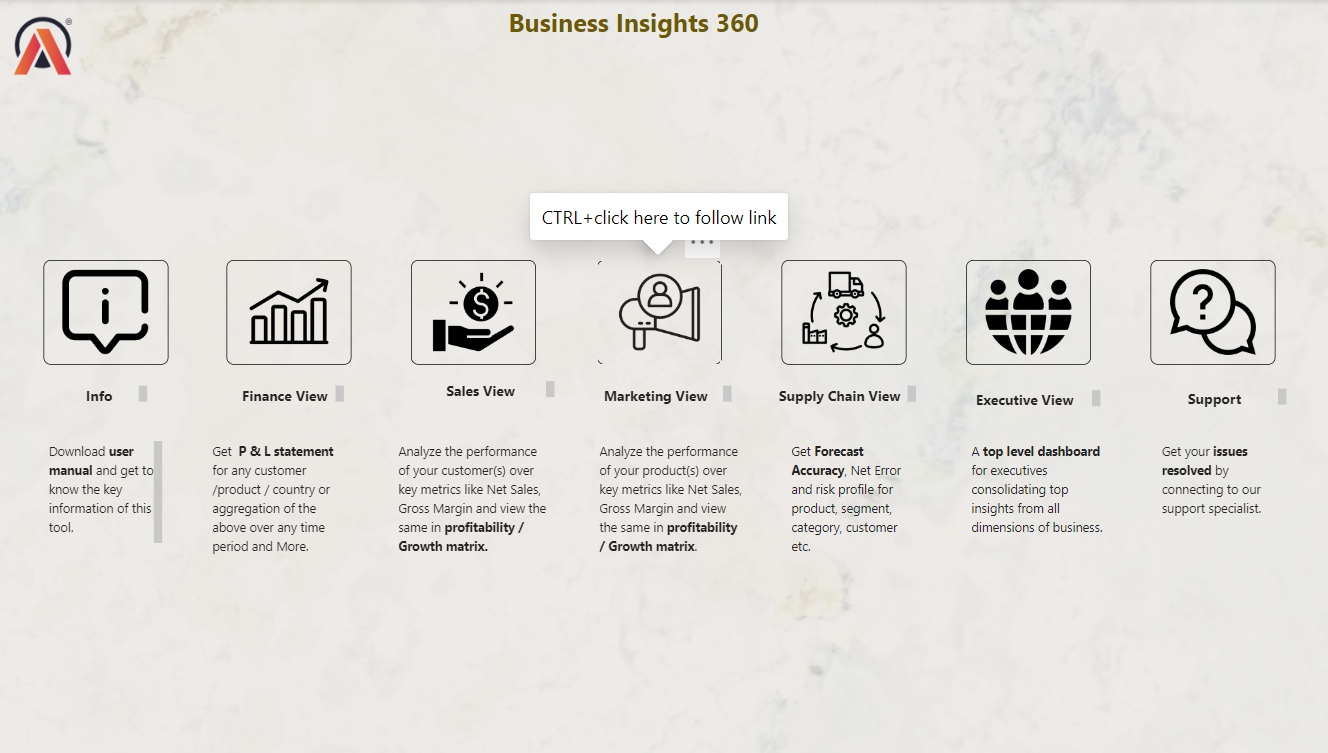 Business Insights 360
CTRL+click here to follow link
Info
Download user
manual and get to
know the key
information of this
tool.
Finance View
Get P & L statement
for any customer
/product / country or
aggregation of the
above over any time
period and More.
Sales View
Analyze the performance
of your customer(s) over
key metrics like Net Sales,
Gross Margin and view the
same in profitability /
Growth matrix.
Marketing View
Analyze the performance
of your product(s) over
key metrics like Net Sales,
Gross Margin and view
the same in profitability
/ Growth matrix.
Supply Chain View
Get Forecast
Accuracy, Net Error
and risk profile for
product, segment,
category, customer
etc.
Executive View
A top level dashboard
for executives
consolidating top
insights from all
dimensions of business.
Support
Get your issues
resolved by
connecting to our
support specialist.